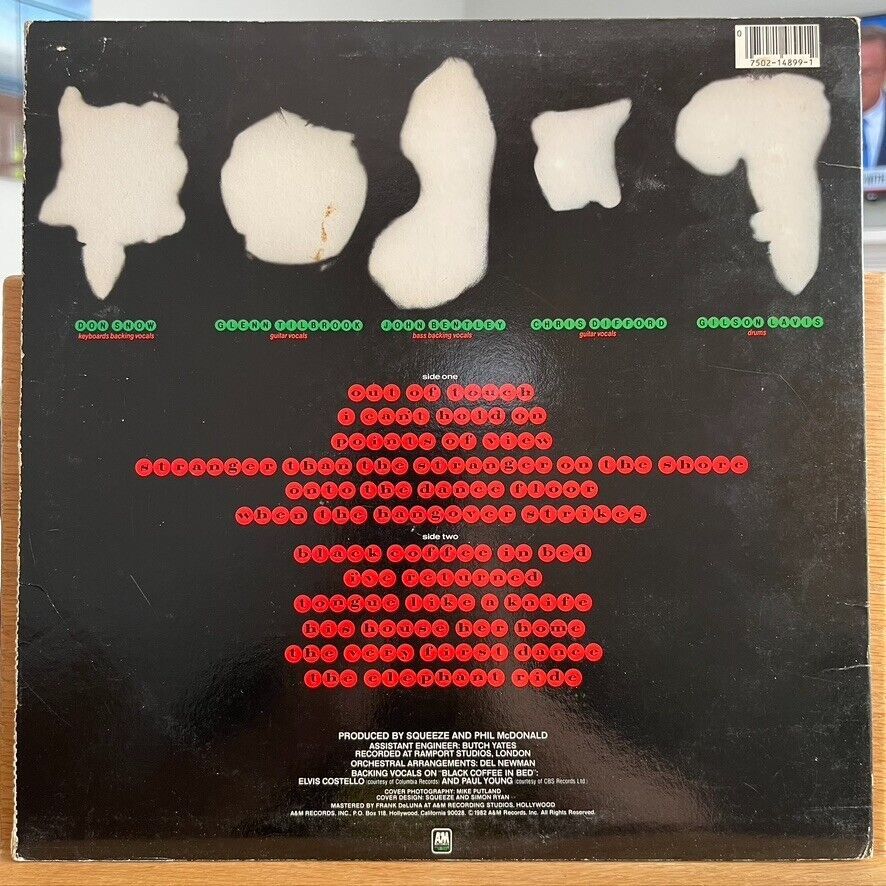 0
7502-14899-1
DON SNOW GLENN TILBROOK JOHN BENTLEY CHRIS DIFFORD GILSON LAVIS
keyboards backing vocals guitar vocals bass backing vocals guitar vocals drums
side one
out of touch
i can't hold on
points of view
stranger than the stranger on the shore
onto the dance floor
when the hangover strikes
side two
black coffee in bed
i've returned
tongue like a knife
his house her home
the very first dance
the elephant ride
PRODUCED BY SQUEEZE AND PHIL McDONALD
ASSISTANT ENGINEER: BUTCH YATES
RECORDED AT RAMPORT STUDIOS, LONDON
ORCHESTRAL ARRANGEMENTS: DEL NEWMAN
BACKING VOCALS ON "BLACK COFFEE IN BED":
ELVIS COSTELLO (courtesy of Columbia Records) AND PAUL YOUNG (courtesy of CBS Records Ltd.)
COVER PHOTOGRAPHY: MIKE PUTLAND
COVER DESIGN: SQUEEZE AND SIMON RYAN
MASTERED BY FRANK DeLUNA AT A&M RECORDING STUDIOS, HOLLYWOOD
A&M RECORDS, INC., P.O. Box 118, Hollywood, California 90028. ©1982 A&M Records, Inc. All Rights Reserved.
A&M